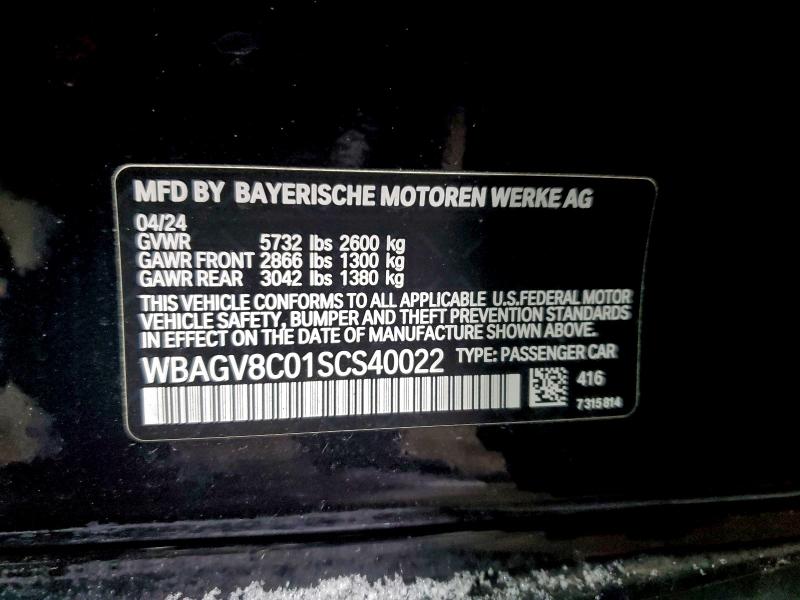 MFD BY BAYERISCHE MOTOREN WERKE AG
04/24
GVWR 5732 lbs 2600 kg
GAWR FRONT 2866 lbs 1300 kg
GAWR REAR 3042 lbs 1380 kg
THIS VEHICLE CONFORMS TO ALL APPLICABLE U.S.FEDERAL MOTOR
VEHICLE SAFETY, BUMPER AND THEFT PREVENTION STANDARDS
IN EFFECT ON THE DATE OF MANUFACTURE SHOWN ABOVE.
WBAGV8C01SCS40022 TYPE: PASSENGER CAR
416
7315814